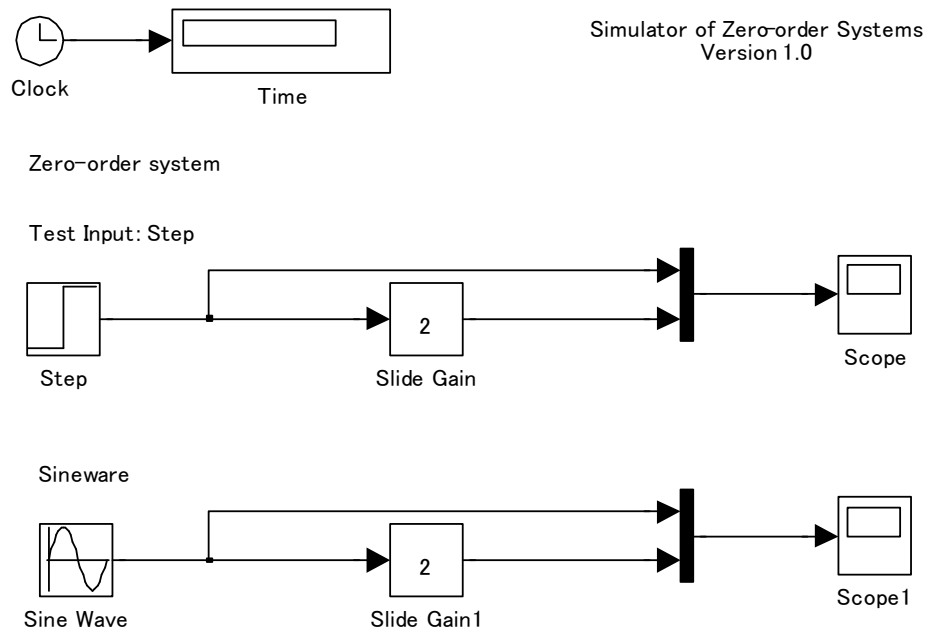 Simulator of Zero-order Systems
Version 1.0
Clock
Time
Zero-order system
Test Input: Step
2
Step
Slide Gain
Scope
Sineware
2
Sine Wave
Slide Gain1
Scope1